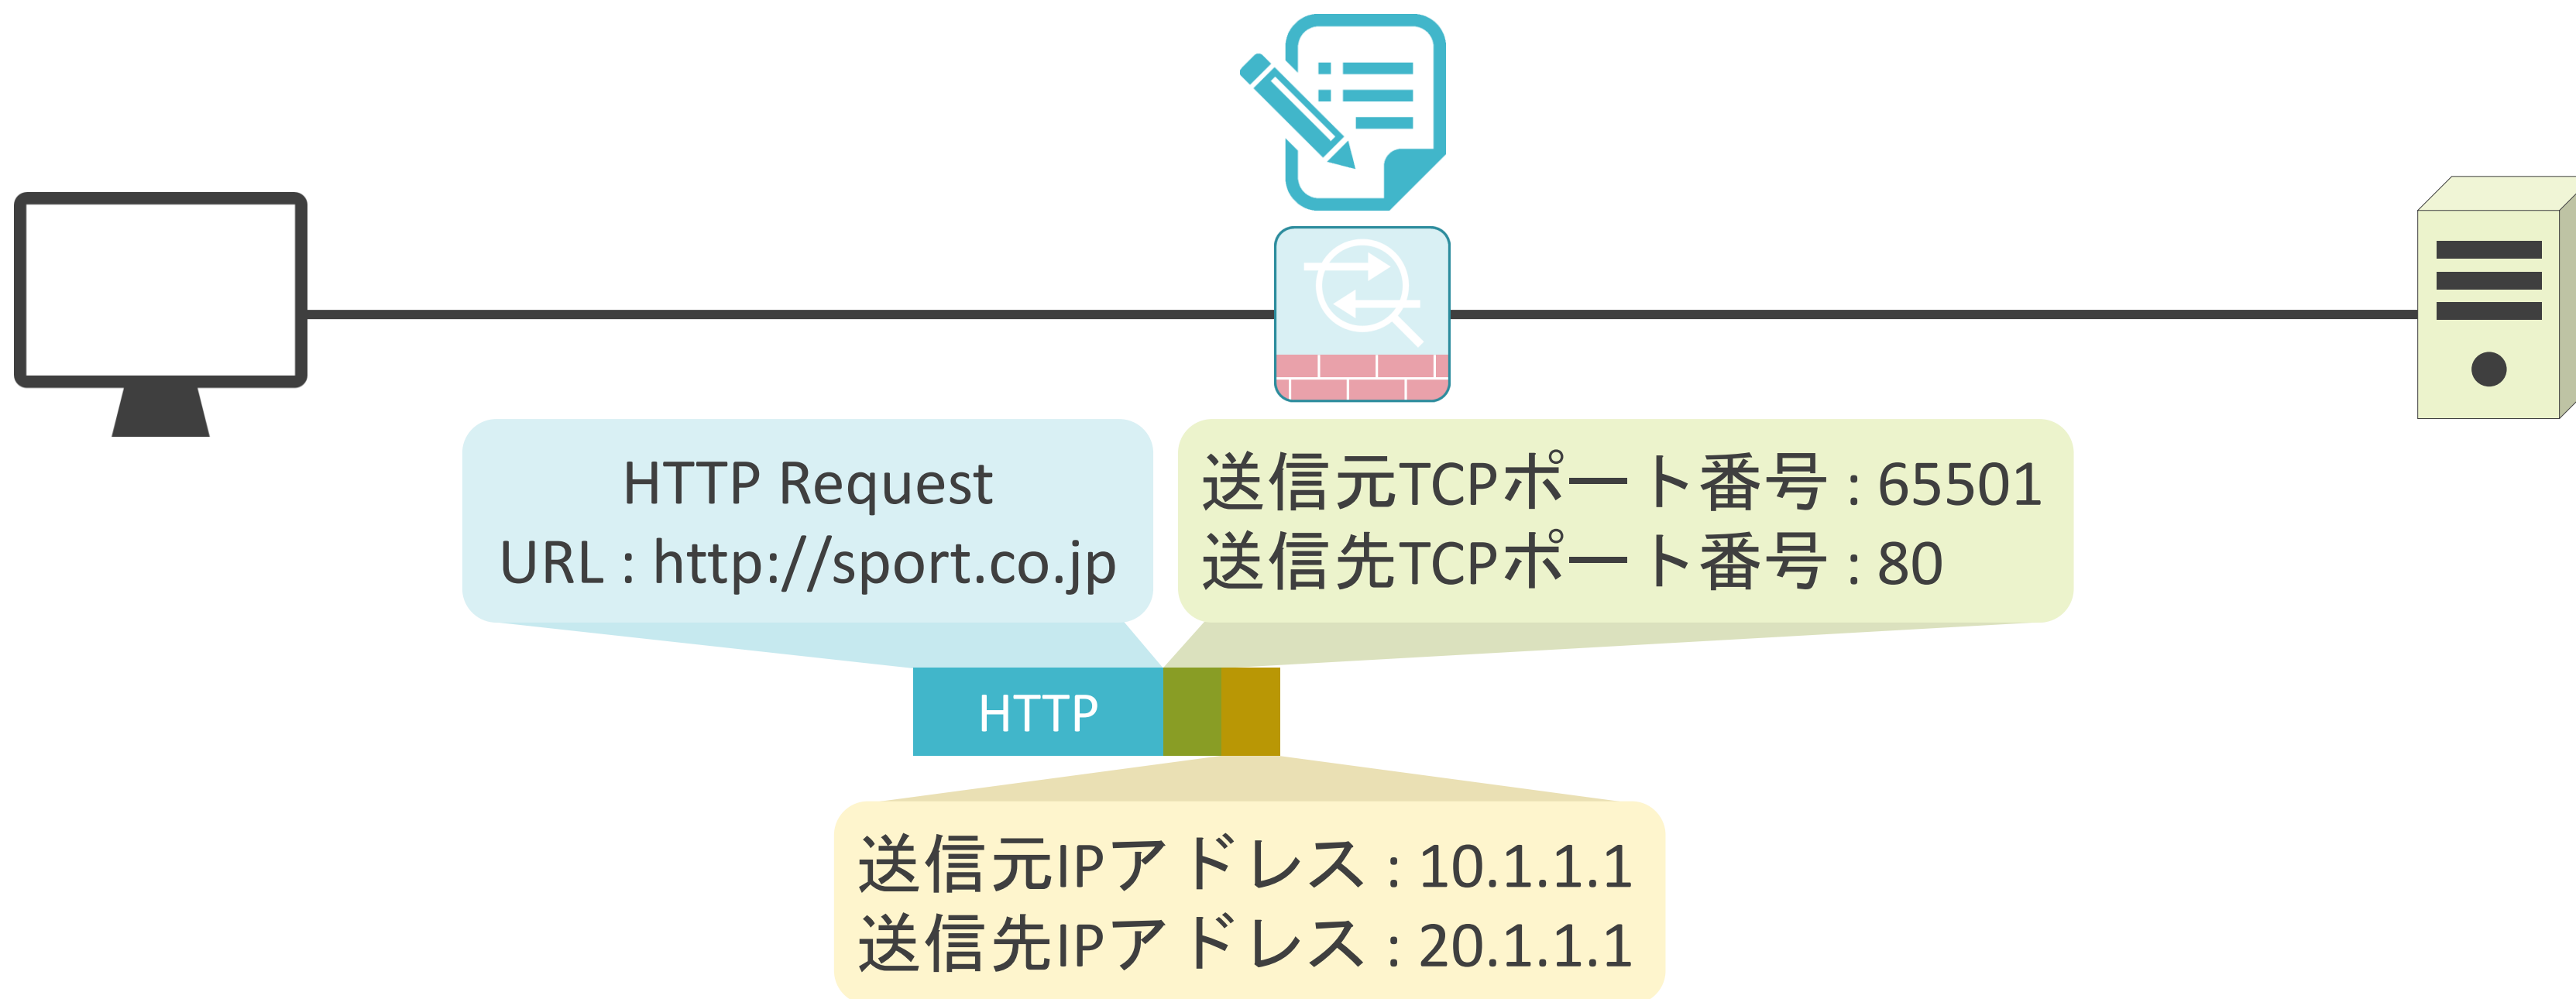 HTTP Request
URL : http://sport.co.jp
送信元TCPポート番号 : 65501
送信先TCPポート番号 : 80
HTTP
送信元IPアドレス : 10.1.1.1
送信先IPアドレス : 20.1.1.1